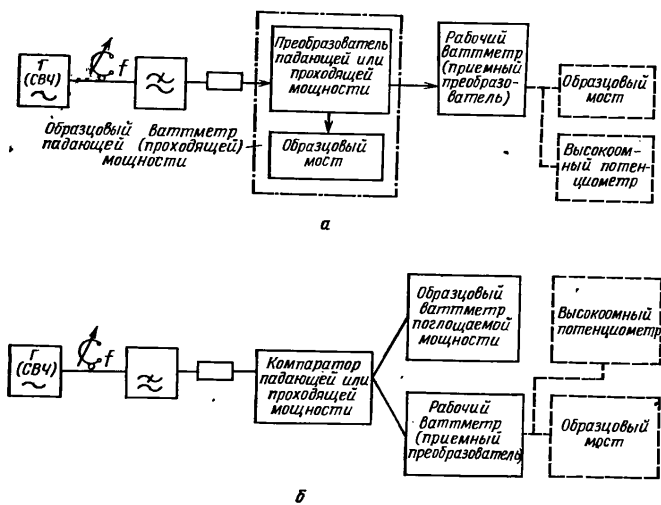 Г
(СВЧ)
f
Преобразователь
падающей или
проходящей
мощности
Образцовый мост
Образцовый ваттметр
падающей (проходящей)
мощности
Рабочий
ваттметр
(приемный
преобразо-
ватель)
Образцовый
мост
Высокоом-
ный потен-
циометр
а
Г
(СВЧ)
f
Компаратор
падающей или
проходящей
мощности
Образцовый
ваттметр
поглощаемой
мощности
Рабочий
ваттметр
(приемный
преобразователь)
Высокоомный
потенциометр
Образцовый
мост
б